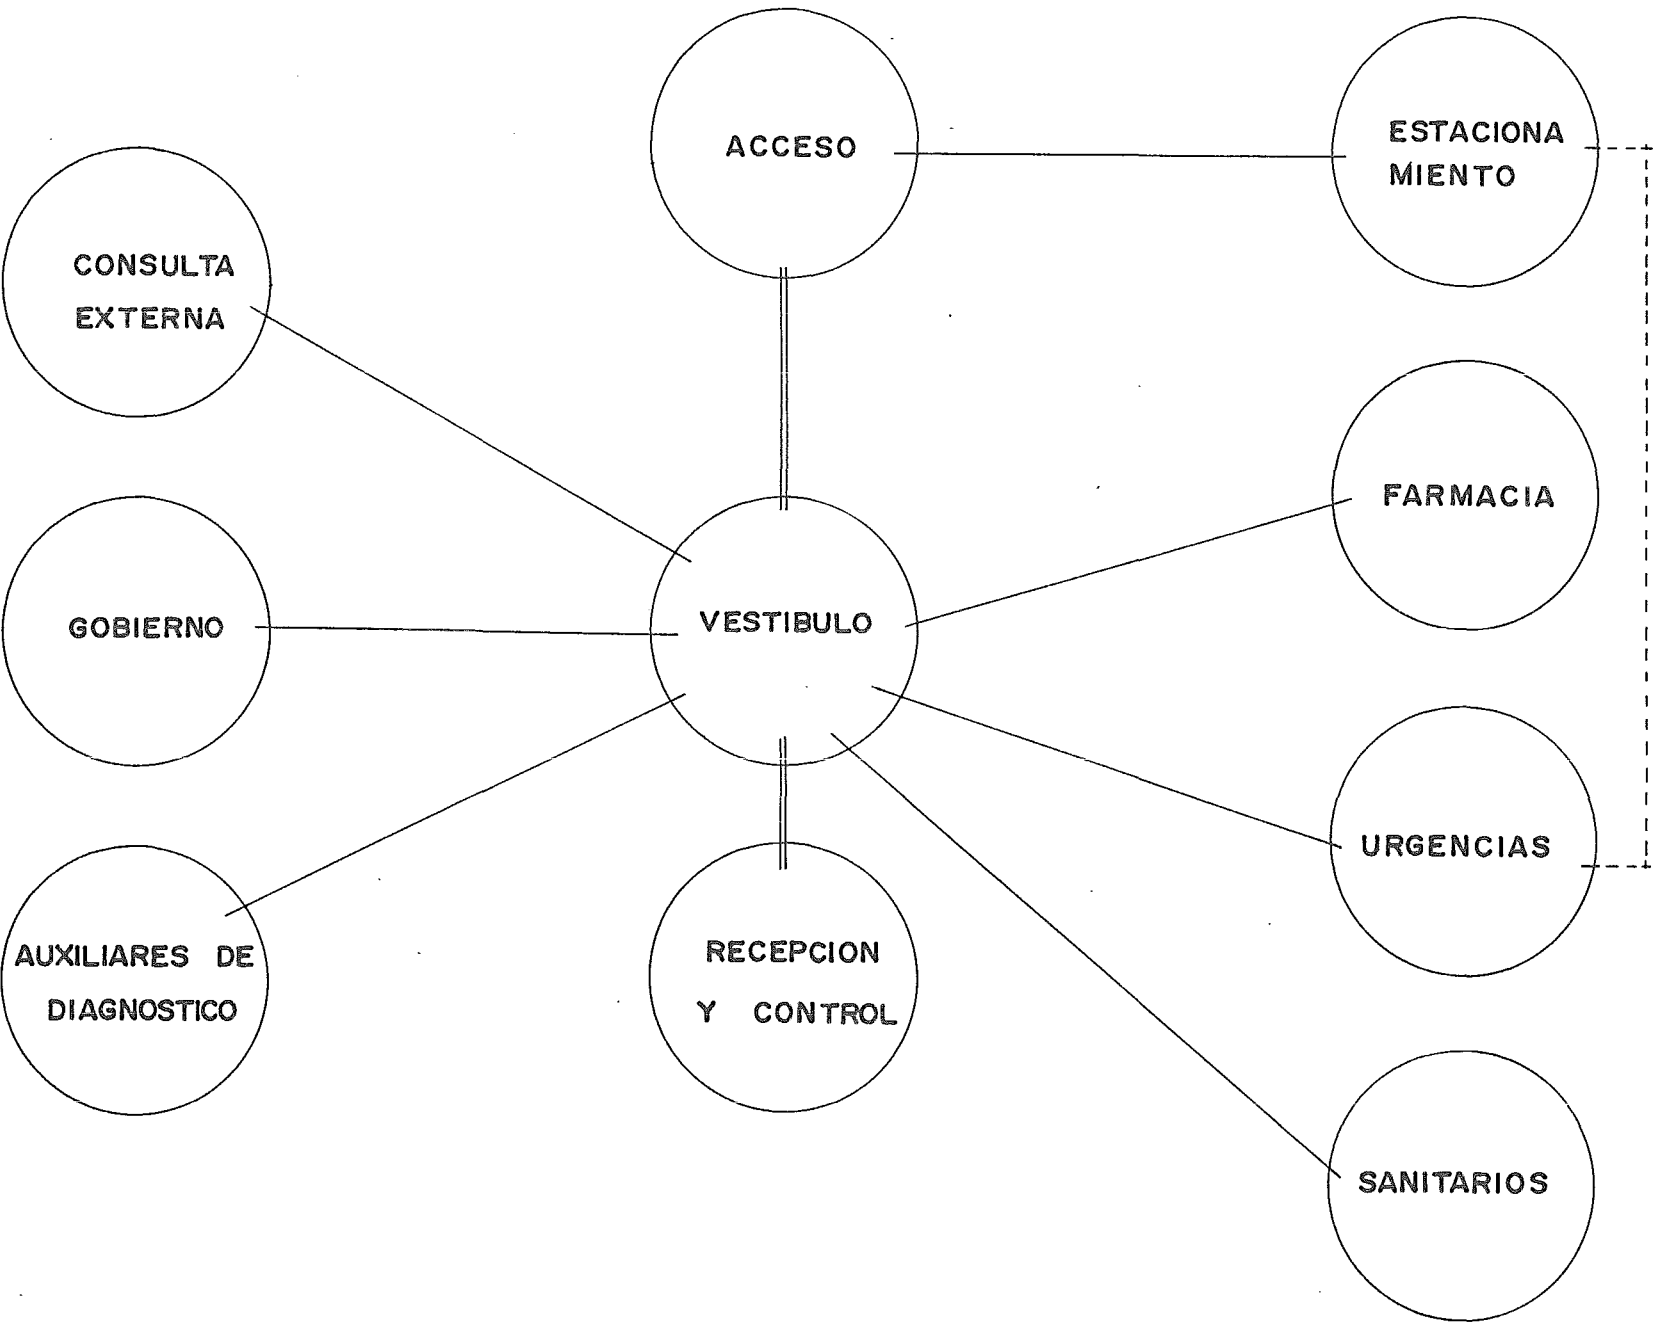 ACCESO
ESTACIONA
MIENTO
CONSULTA
EXTERNA
FARMACIA
GOBIERNO
VESTIBULO
URGENCIAS
AUXILIARES DE
DIAGNOSTICO
RECEPCION
Y CONTROL
SANITARIOS